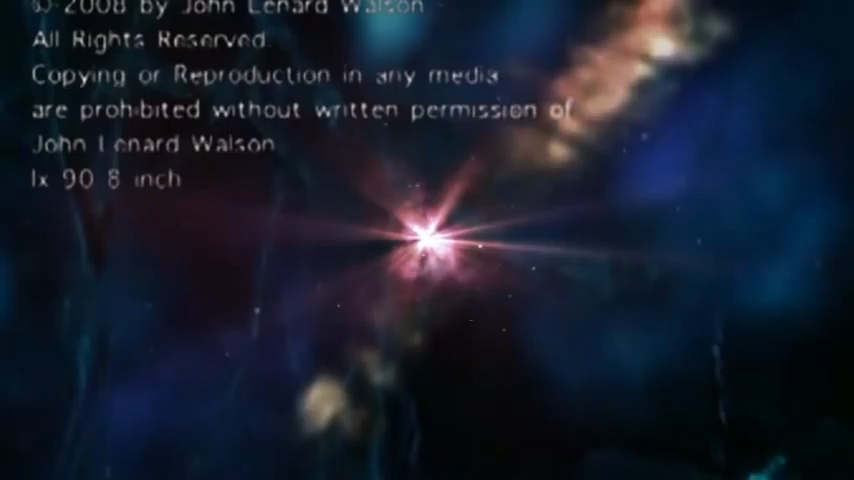 © 2008 by John Lenard Walson
All Rights Reserved.
Copying or Reproduction in any media
are prohibited without written permission of
John Lenard Walson
lx 90 8 inch